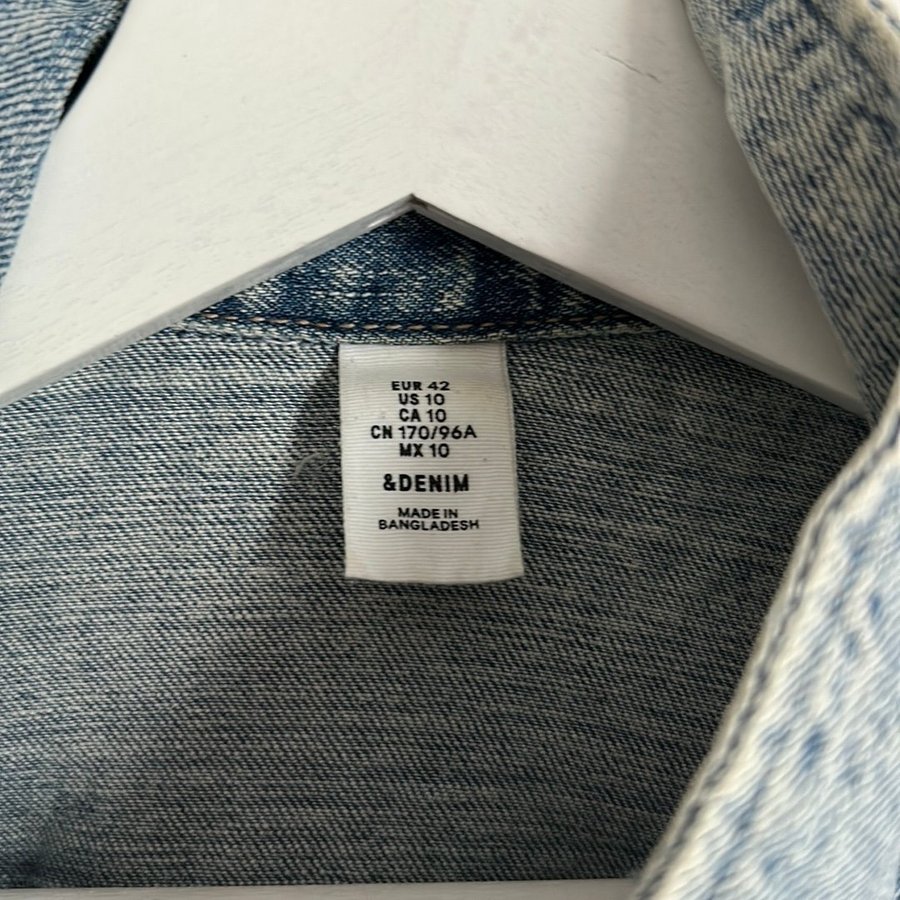 EUR 42
US 10
CA 10
CN 170/96A
MX 10
&DENIM
MADE IN
BANGLADESH